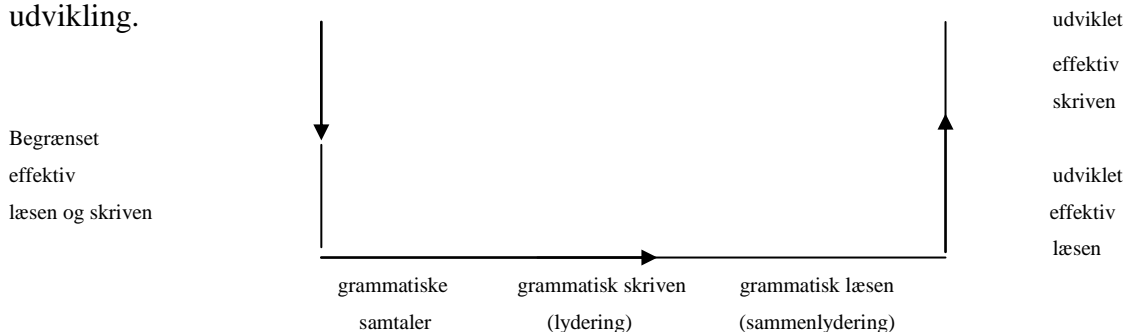 udvikling.
udviklet
effektiv
skriven
Begrænset
effektiv
læsen og skriven
udviklet
effektiv
læsen
grammatiske samtaler
grammatisk skriven (lydering)
grammatisk læsen (sammenlydering)